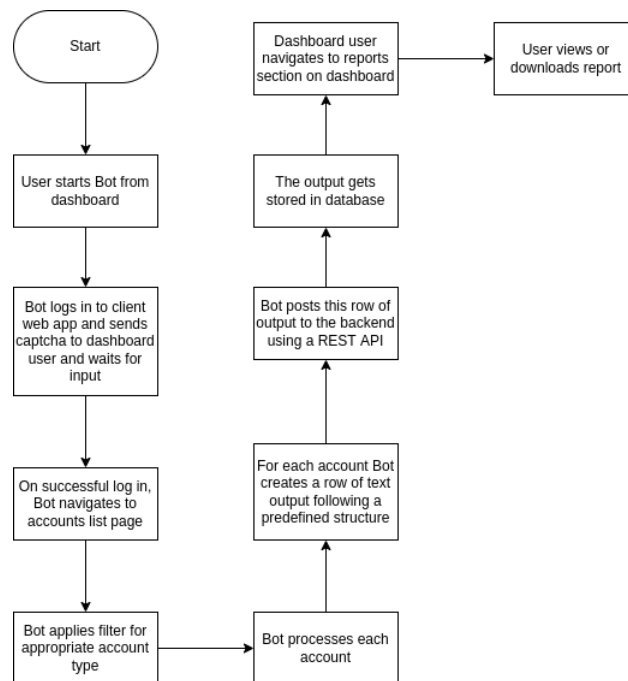 Start
User starts Bot from
dashboard
Bot logs in to client
web app and sends
captcha to dashboard
user and waits for
input
On successful log in,
Bot navigates to
accounts list page
Bot applies filter for
appropriate account
type
Bot processes each
account
For each account Bot
creates a row of text
output following a
predefined structure
Bot posts this row of
output to the backend
using a REST API
The output gets
stored in database
Dashboard user
navigates to reports
section on dashboard
User views or
downloads report